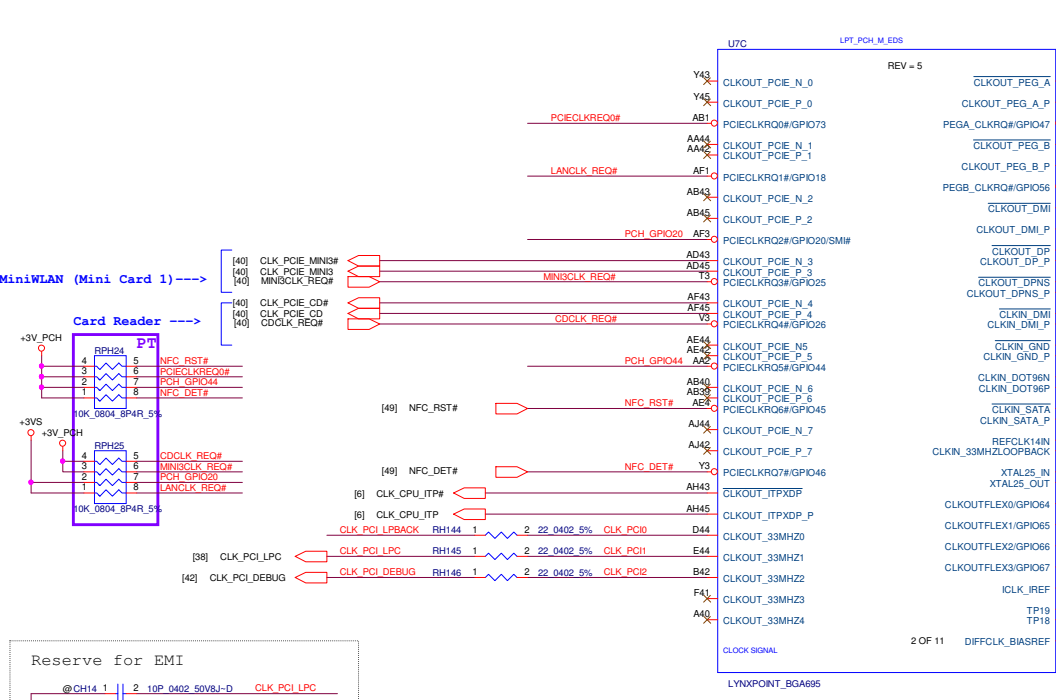 U7C
LPT_PCH_M_EDS
REV = 5
Y43 CLKOUT_PCIE_N_0 CLKOUT_PEG_A
Y45 CLKOUT_PCIE_P_0 CLKOUT_PEG_A_P
PCIECLKREQ0# AB1 PCIECLKRQ0#/GPIO73 PEGA_CLKRQ#/GPIO47
AA44 CLKOUT_PCIE_N_1 CLKOUT_PEG_B
AA42 CLKOUT_PCIE_P_1
CLKOUT_PEG_B_P
LANCLK_REQ# AF1 PCIECLKRQ1#/GPIO18
PEGB_CLKRQ#/GPIO56
AB43 CLKOUT_PCIE_N_2
CLKOUT_DMI
AB45 CLKOUT_PCIE_P_2
CLKOUT_DMI_P
PCH_GPIO20 AF3 PCIECLKRQ2#/GPIO20/SMI#
CLKOUT_DP
[40] CLK_PCIE_MINI3# AD43 CLKOUT_PCIE_N_3 CLKOUT_DP_P
[40] CLK_PCIE_MINI3 AD45 CLKOUT_PCIE_P_3
MiniWLAN (Mini Card 1)--->
[40] MINI3CLK_REQ# MINI3CLK_REQ# T3 PCIECLKRQ3#/GPIO25 CLKOUT_DPNS
CLKOUT_DPNS_P
[40] CLK_PCIE_CD# AF43 CLKOUT_PCIE_N_4
[40] CLK_PCIE_CD AF45 CLKOUT_PCIE_P_4 CLKIN_DMI
Card Reader --->
[40] CDCLK_REQ# CDCLK_REQ# V3 PCIECLKRQ4#/GPIO26 CLKIN_DMI_P
AE44 CLKOUT_PCIE_N5 CLKIN_GND
AE42 CLKOUT_PCIE_P_5 CLKIN_GND_P
PCH_GPIO44 AA2 PCIECLKRQ5#/GPIO44
CLKIN_DOT96N
AB40 CLKOUT_PCIE_N_6 CLKIN_DOT96P
AB39 CLKOUT_PCIE_P_6
[49] NFC_RST# NFC_RST# AE4 PCIECLKRQ6#/GPIO45 CLKIN_SATA
CLKIN_SATA_P
AJ44 CLKOUT_PCIE_N_7
REFCLK14IN
AJ42 CLKOUT_PCIE_P_7 CLKIN_33MHZLOOPBACK
[49] NFC_DET# NFC_DET# Y3 PCIECLKRQ7#/GPIO46 XTAL25_IN
XTAL25_OUT
[6] CLK_CPU_ITP# AH43 CLKOUT_ITPXDP
CLKOUTFLEX0/GPIO64
[6] CLK_CPU_ITP AH45 CLKOUT_ITPXDP_P
CLKOUTFLEX1/GPIO65
CLK_PCI_LPBACK RH144 1 2 22_0402_5% CLK_PCI0 D44 CLKOUT_33MHZ0
CLKOUTFLEX2/GPIO66
[38] CLK_PCI_LPC CLK_PCI_LPC RH145 1 2 22_0402_5% CLK_PCI1 E44 CLKOUT_33MHZ1
CLKOUTFLEX3/GPIO67
[42] CLK_PCI_DEBUG CLK_PCI_DEBUG RH146 1 2 22_0402_5% CLK_PCI2 B42 CLKOUT_33MHZ2
ICLK_IREF
F41 CLKOUT_33MHZ3
TP19
A40 CLKOUT_33MHZ4 TP18
2 OF 11 DIFFCLK_BIASREF
CLOCK SIGNAL
LYNXPOINT_BGA695
+3V_PCH
PT
RPH24
4 5 NFC_RST#
3 6 PCIECLKREQ0#
2 7 PCH_GPIO44
1 8 NFC_DET#
10K_0804_8P4R_5%
+3VS
+3V_PCH
RPH25
4 5 CDCLK_REQ#
3 6 MINI3CLK_REQ#
2 7 PCH_GPIO20
1 8 LANCLK_REQ#
10K_0804_8P4R_5%
Reserve for EMI
@CH14 1 2 10P_0402_50V8J~D CLK_PCI_LPC